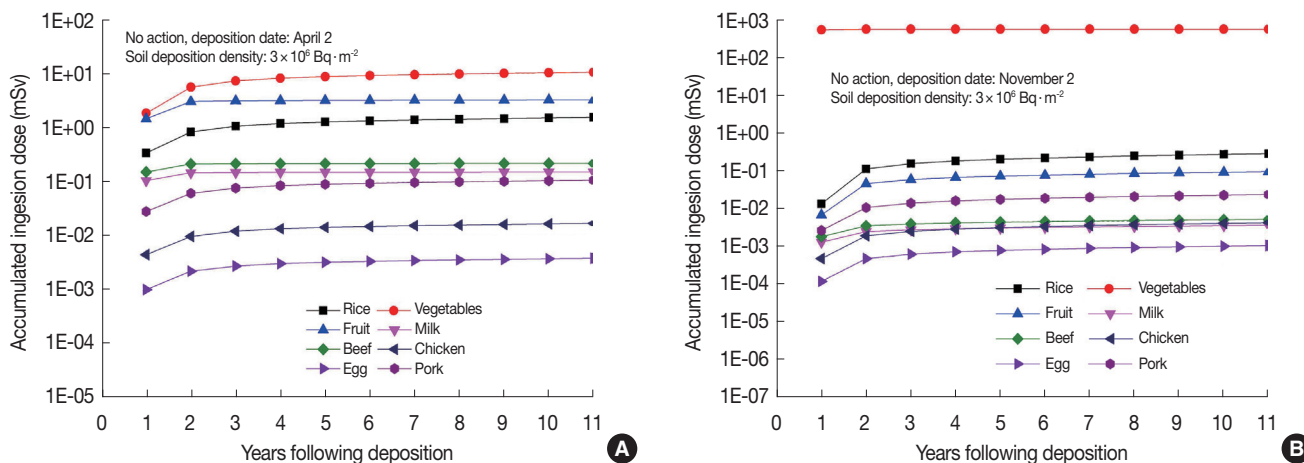 1E+02
1E+01
1E+00
1E-01
1E-02
1E-03
1E-04
1E-05
Accumulated ingestion dose (mSv)
No action, deposition date: April 2
Soil deposition density: 3 × 10⁶ Bq·m⁻²
Rice Vegetables
Fruit Milk
Beef Chicken
Egg Pork
0 1 2 3 4 5 6 7 8 9 10 11
Years following deposition
A
1E+03
1E+02
1E+01
1E+00
1E-01
1E-02
1E-03
1E-04
1E-05
1E-06
1E-07
Accumulated ingestion dose (mSv)
No action, deposition date: November 2
Soil deposition density: 3 × 10⁶ Bq·m⁻²
Rice Vegetables
Fruit Milk
Beef Chicken
Egg Pork
0 1 2 3 4 5 6 7 8 9 10 11
Years following deposition
B